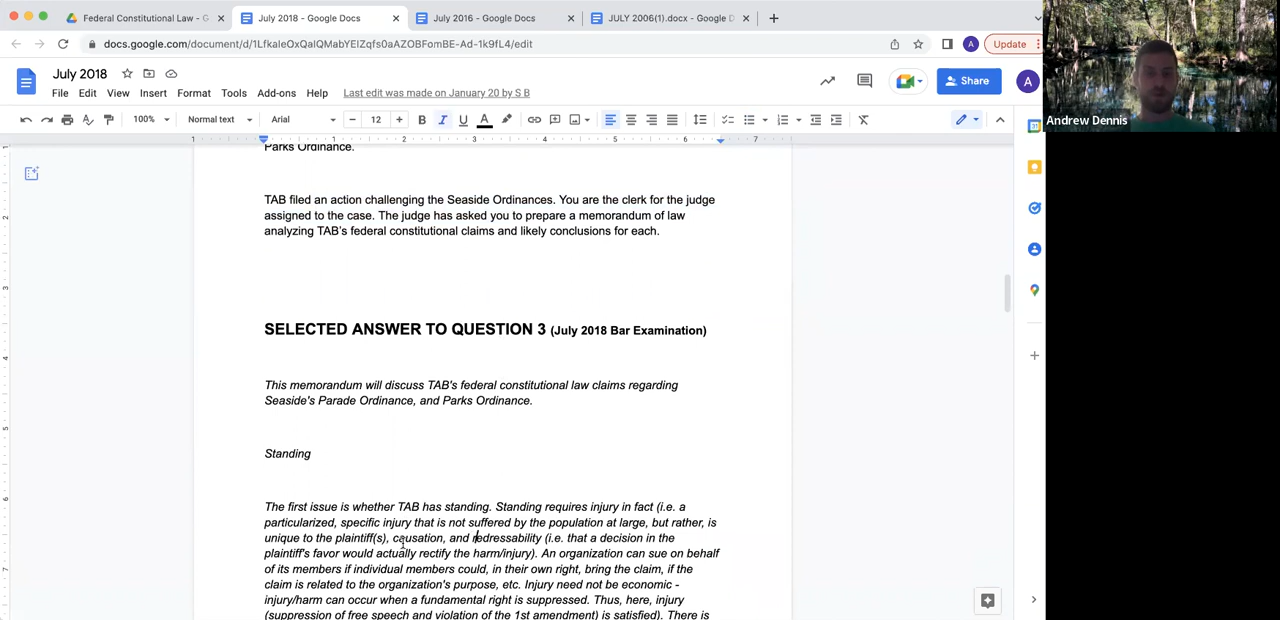 Federal Constitutional Law - G
July 2018 - Google Docs
July 2016 - Google Docs
JULY 2006(1).docx - Google D
docs.google.com/document/d/1LfkaIeOxQaIQMabYEIZqfs0aAZOBFomBE-Ad-1k9fL4/edit
A
Update
July 2018
File Edit View Insert Format Tools Add-ons Help Last edit was made on January 20 by S B
Share
A
100% Normal text Arial 12 B I U A
Andrew Dennis
1 1 2 3 4 5 6 7
Parks Ordinance.
TAB filed an action challenging the Seaside Ordinances. You are the clerk for the judge
assigned to the case. The judge has asked you to prepare a memorandum of law
analyzing TAB's federal constitutional claims and likely conclusions for each.
SELECTED ANSWER TO QUESTION 3 (July 2018 Bar Examination)
This memorandum will discuss TAB's federal constitutional law claims regarding
Seaside's Parade Ordinance, and Parks Ordinance.
Standing
The first issue is whether TAB has standing. Standing requires injury in fact (i.e. a
particularized, specific injury that is not suffered by the population at large, but rather, is
unique to the plaintiff(s), causation, and redressability (i.e. that a decision in the
plaintiff's favor would actually rectify the harm/injury). An organization can sue on behalf
of its members if individual members could, in their own right, bring the claim, if the
claim is related to the organization's purpose, etc. Injury need not be economic -
injury/harm can occur when a fundamental right is suppressed. Thus, here, injury
(suppression of free speech and violation of the 1st amendment) is satisfied). There is